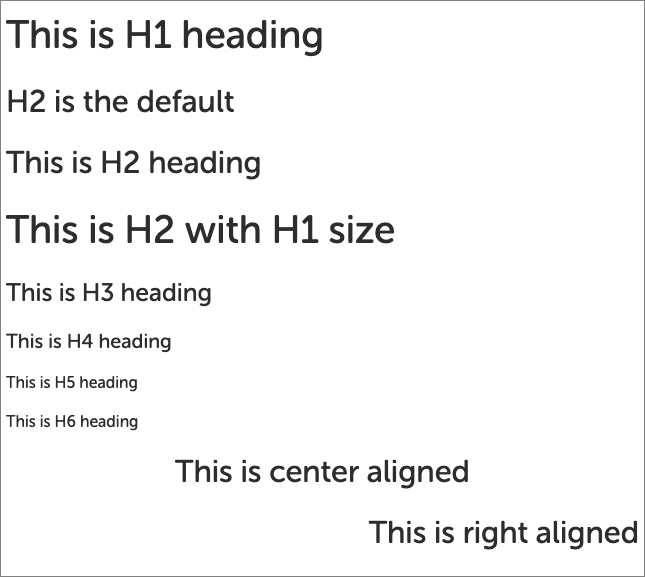 This is H1 heading
H2 is the default
This is H2 heading
This is H2 with H1 size
This is H3 heading
This is H4 heading
This is H5 heading
This is H6 heading
This is center aligned
This is right aligned